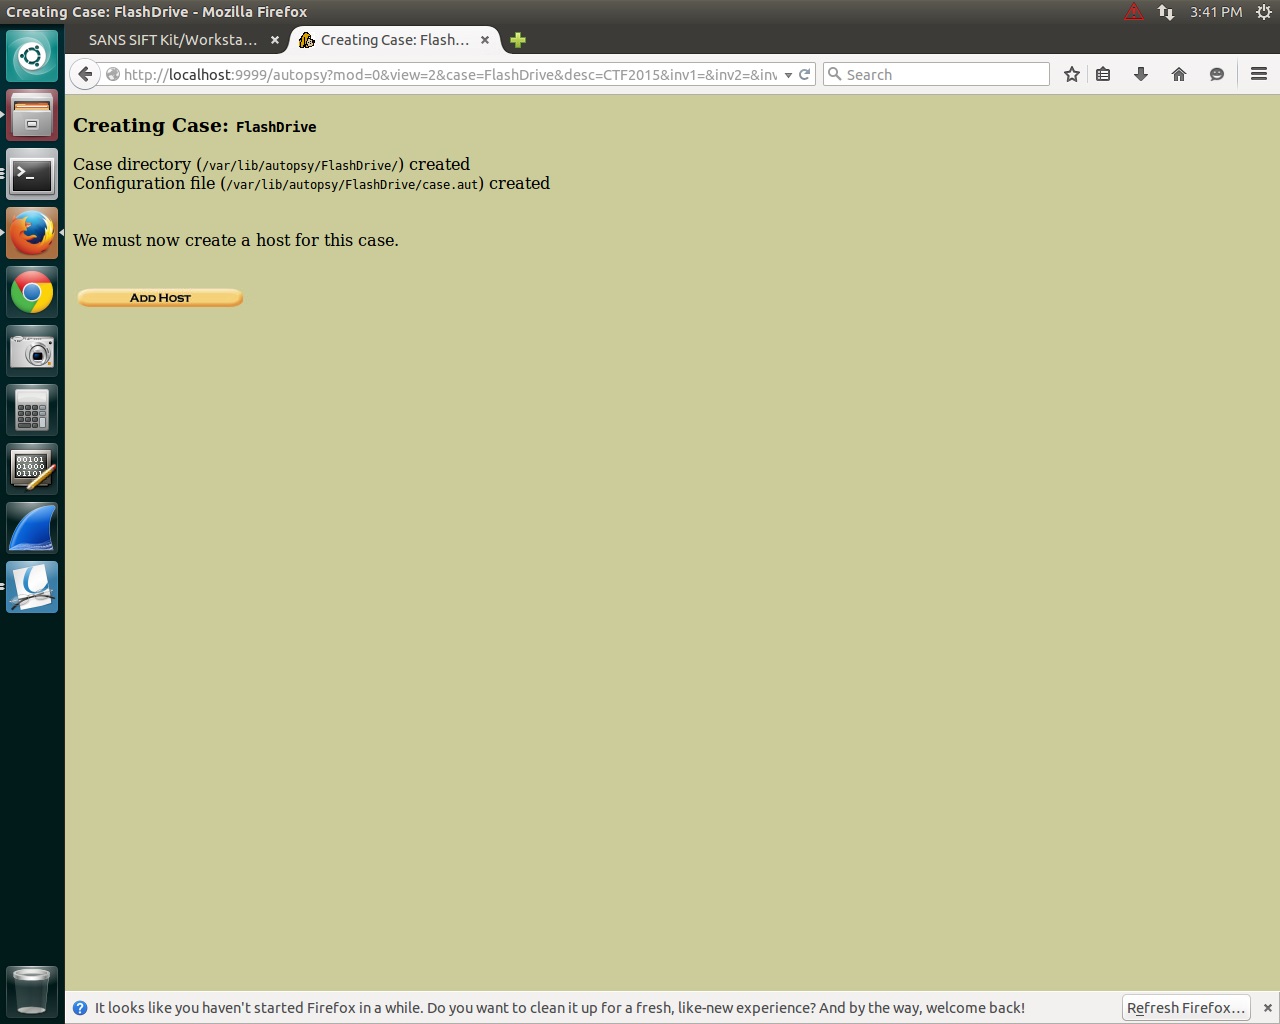 Creating Case: FlashDrive - Mozilla Firefox
3:41 PM
SANS SIFT Kit/Worksta...
Creating Case: Flash...
http://localhost:9999/autopsy?mod=0&view=2&case=FlashDrive&desc=CTF2015&inv1=&inv2=&inv
Search
Creating Case: FlashDrive
Case directory (/var/lib/autopsy/FlashDrive/) created
Configuration file (/var/lib/autopsy/FlashDrive/case.aut) created
We must now create a host for this case.
ADD HOST
00101
01000
01101
It looks like you haven't started Firefox in a while. Do you want to clean it up for a fresh, like-new experience? And by the way, welcome back!
Refresh Firefox...